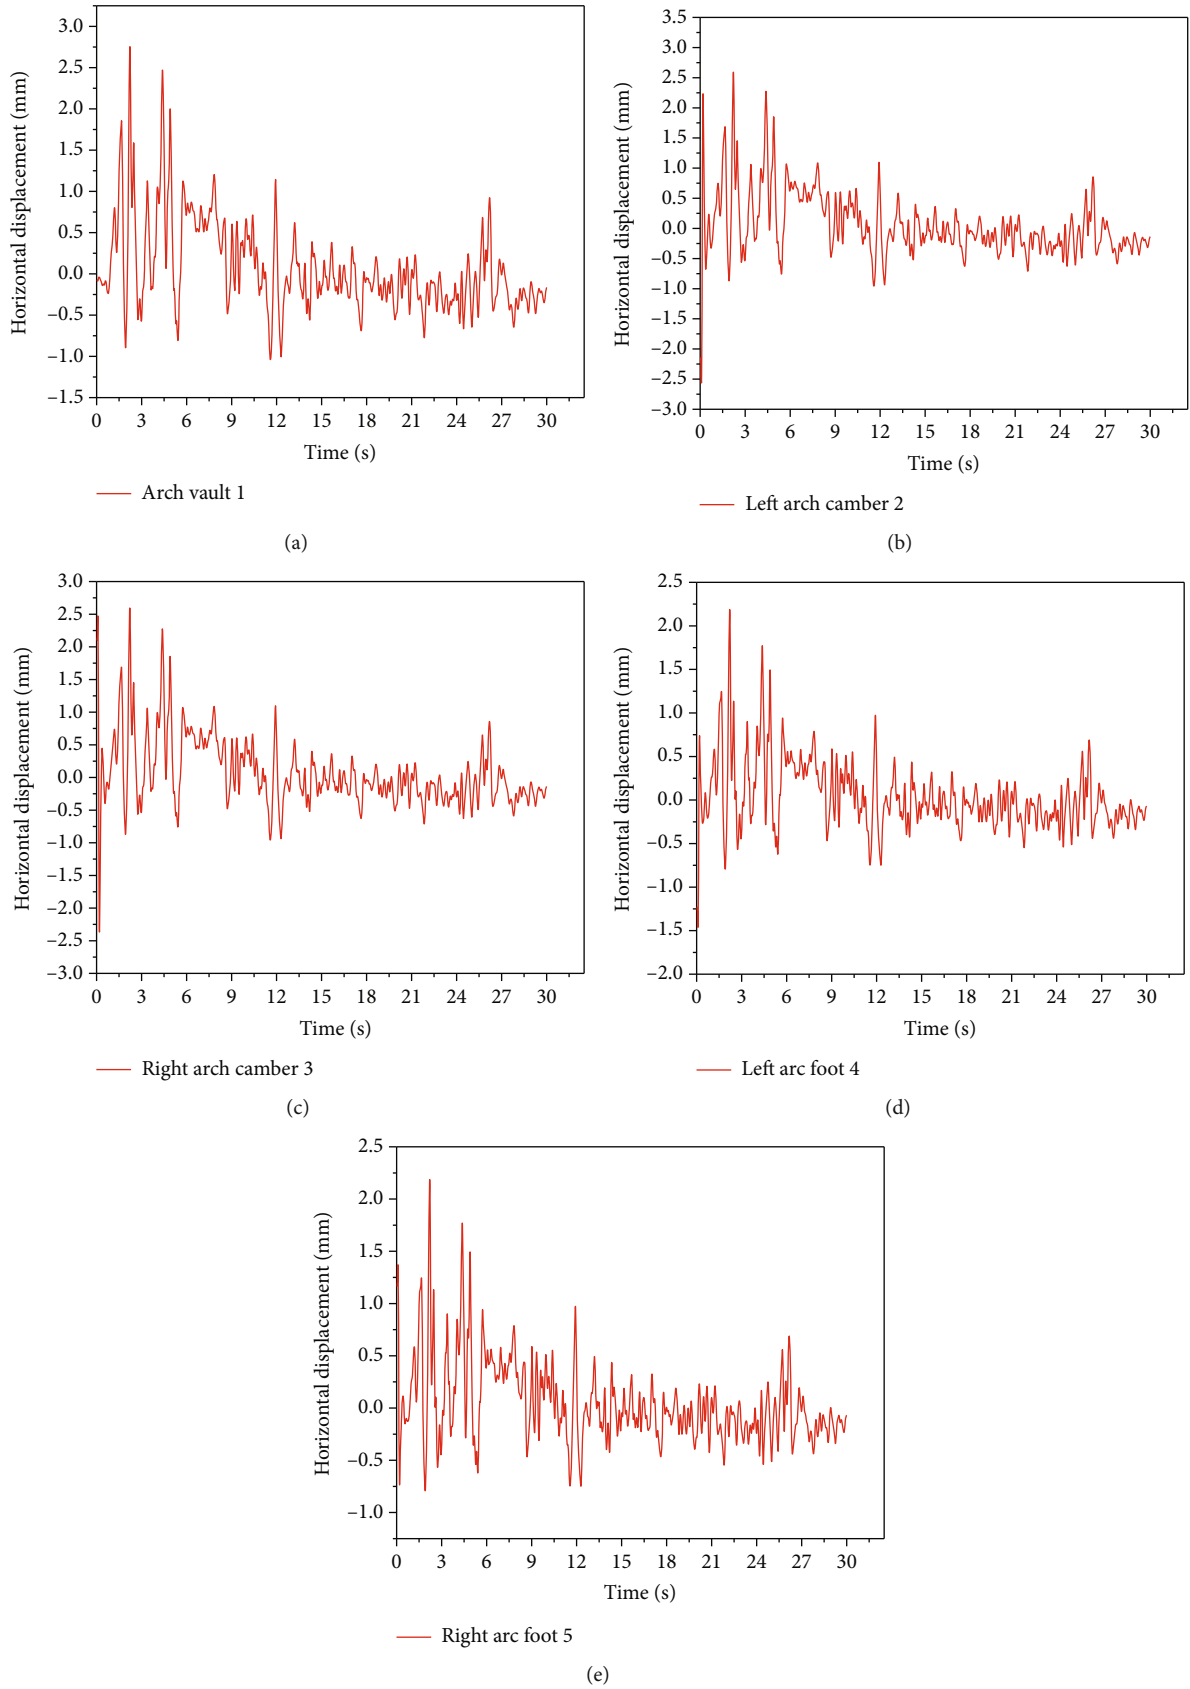 3.0
2.5
2.0
1.5
1.0
0.5
0.0
–0.5
–1.0
–1.5
Horizontal displacement (mm)
0 3 6 9 12 15 18 21 24 27 30
Time (s)
Arch vault 1
(a)
3.5
3.0
2.5
2.0
1.5
1.0
0.5
0.0
–0.5
–1.0
–1.5
–2.0
–2.5
–3.0
Horizontal displacement (mm)
0 3 6 9 12 15 18 21 24 27 30
Time (s)
Left arch camber 2
(b)
3.0
2.5
2.0
1.5
1.0
0.5
0.0
–0.5
–1.0
–1.5
–2.0
–2.5
–3.0
Horizontal displacement (mm)
0 3 6 9 12 15 18 21 24 27 30
Time (s)
Right arch camber 3
(c)
2.5
2.0
1.5
1.0
0.5
0.0
–0.5
–1.0
–1.5
–2.0
Horizontal displacement (mm)
0 3 6 9 12 15 18 21 24 27 30
Time (s)
Left arc foot 4
(d)
2.5
2.0
1.5
1.0
0.5
0.0
–0.5
–1.0
Horizontal displacement (mm)
0 3 6 9 12 15 18 21 24 27 30
Time (s)
Right arc foot 5
(e)